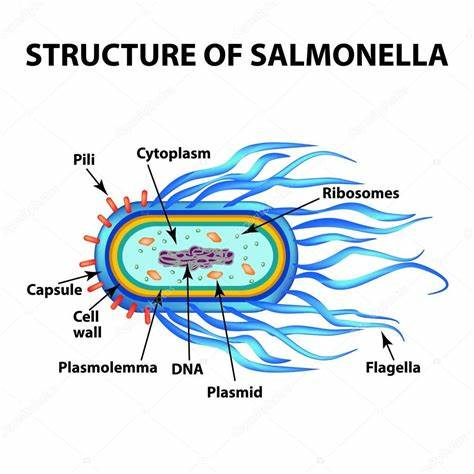 STRUCTURE OF SALMONELLA
Pili
Cytoplasm
Ribosomes
Capsule
Cell
wall
Plasmolemma
DNA
Plasmid
Flagella